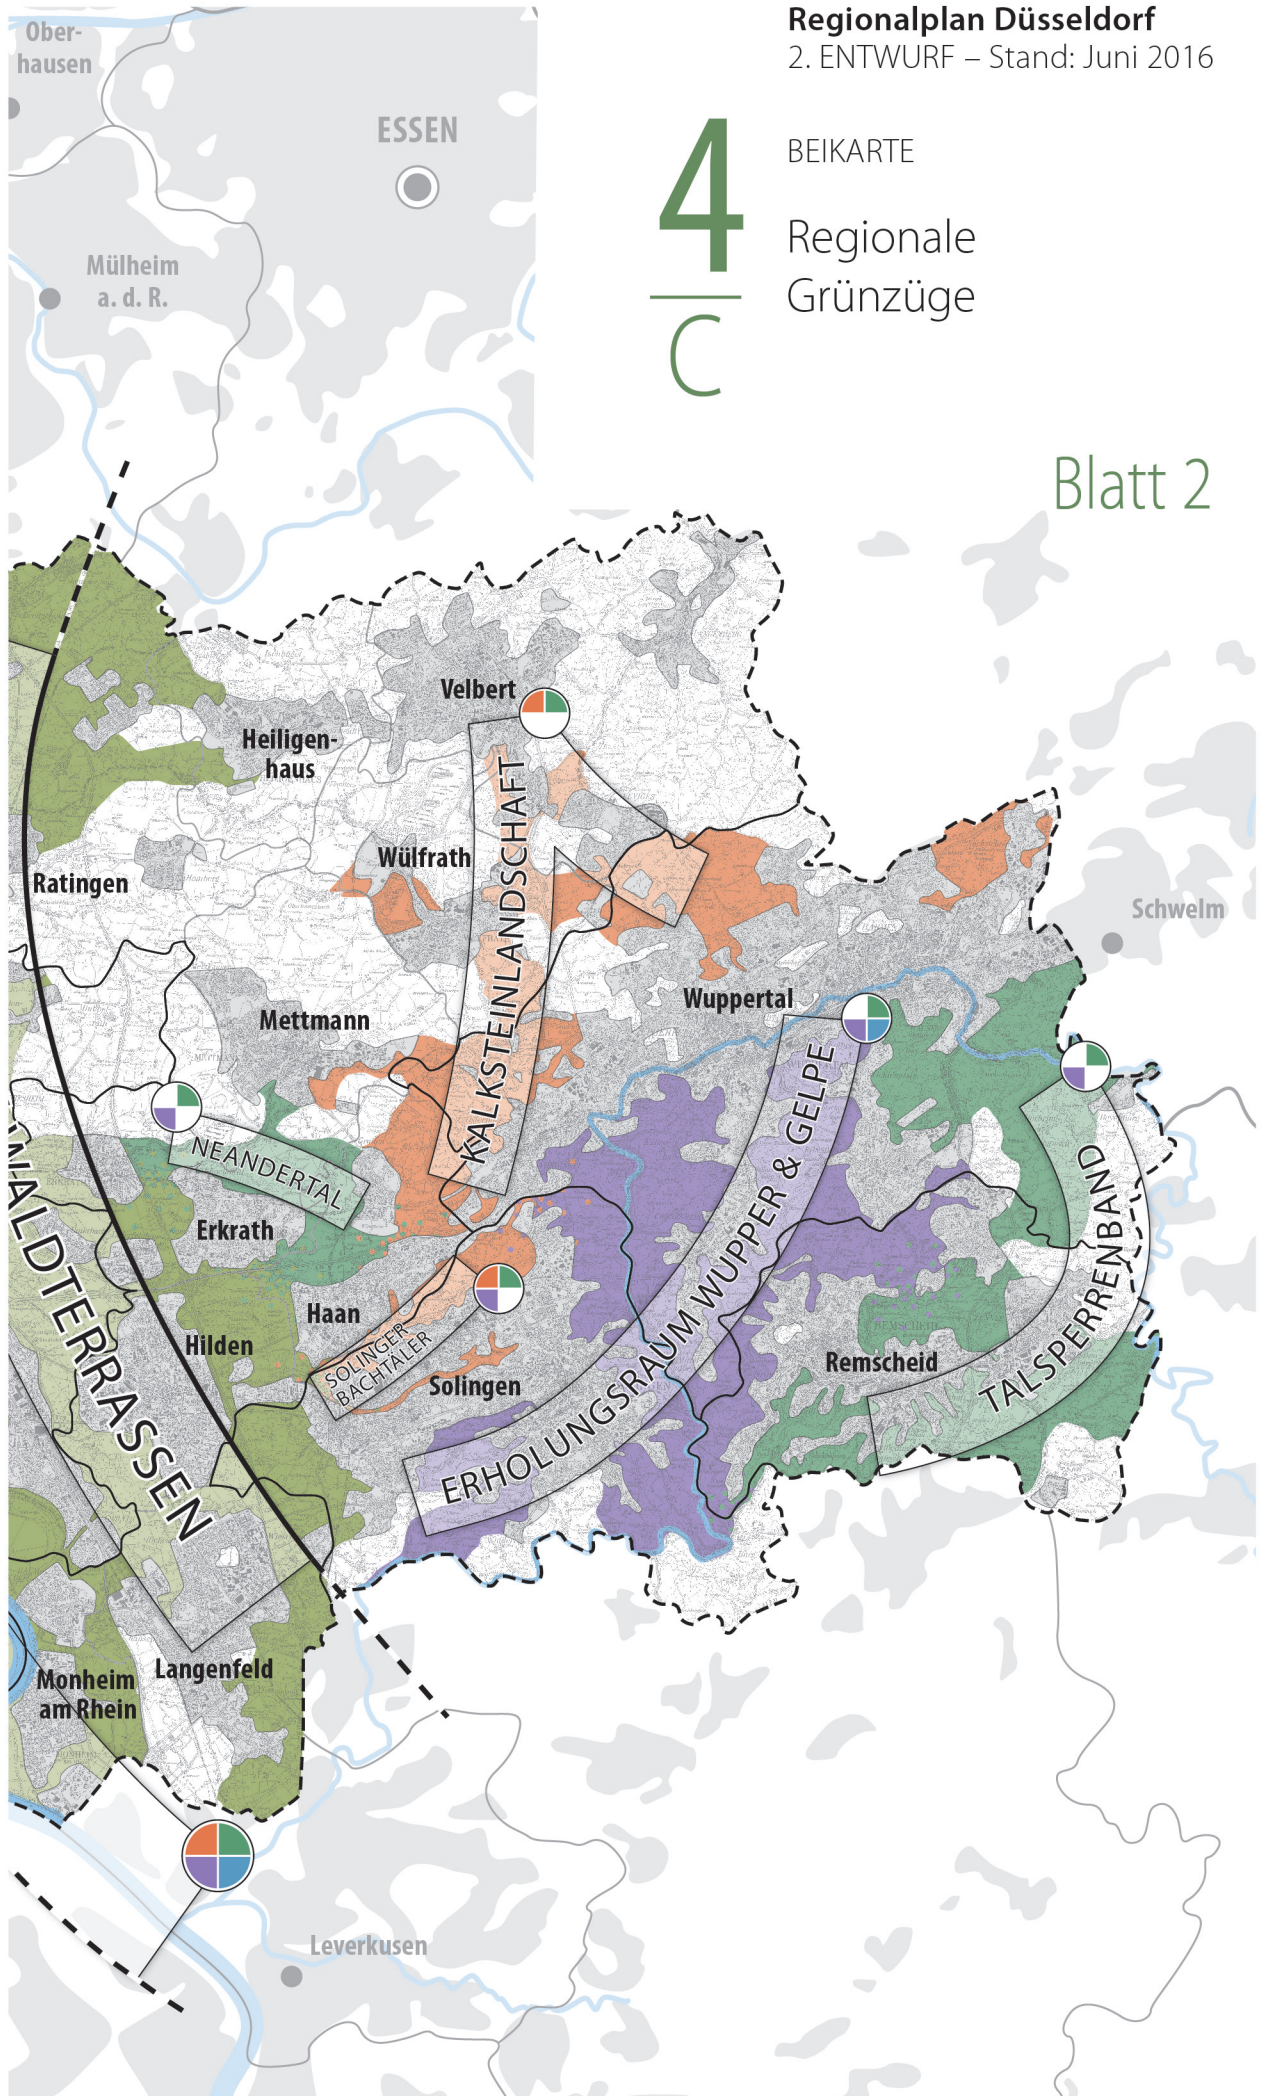 Regionalplan Düsseldorf
2. ENTWURF – Stand: Juni 2016
4
C
BEIKARTE
Regionale
Grünzüge
Blatt 2
Ober-
hausen
ESSEN
Mülheim
a. d. R.
Velbert
Heiligen-
haus
Wülfrath
Ratingen
KALKSTEINLANDSCHAFT
Schwelm
Wuppertal
Mettmann
NEANDERTAL
Erkrath
WALDTERRASSEN
Haan
Hilden
SOLINGER
BACHTÄLER
Solingen
ERHOLUNGSRAUM WUPPER & GELPE
Remscheid
TALSPERRENBAND
REMSCHEID
Langenfeld
Monheim
am Rhein
Leverkusen